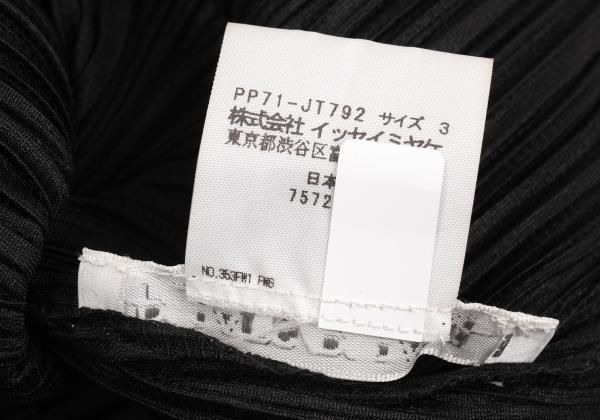 PP71-JT792 サイズ 3
株式会社 イッセイミヤケ
東京都渋谷区
日本
7572
NO.353FW1 FW6